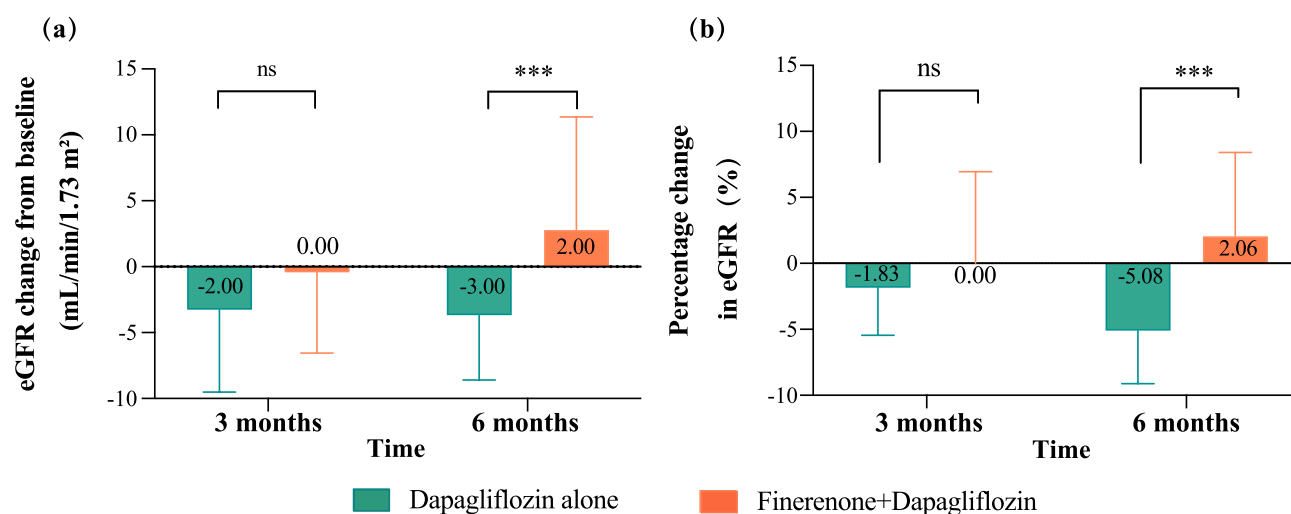 (a)
eGFR change from baseline
(mL/min/1.73 m²)
15
10
5
0
-5
-10
ns
***
-2.00
0.00
-3.00
2.00
3 months
6 months
Time
(b)
Percentage change
in eGFR (%)
15
10
5
0
-5
-10
ns
***
-1.83
0.00
-5.08
2.06
3 months
6 months
Time
Dapagliflozin alone
Finerenone+Dapagliflozin